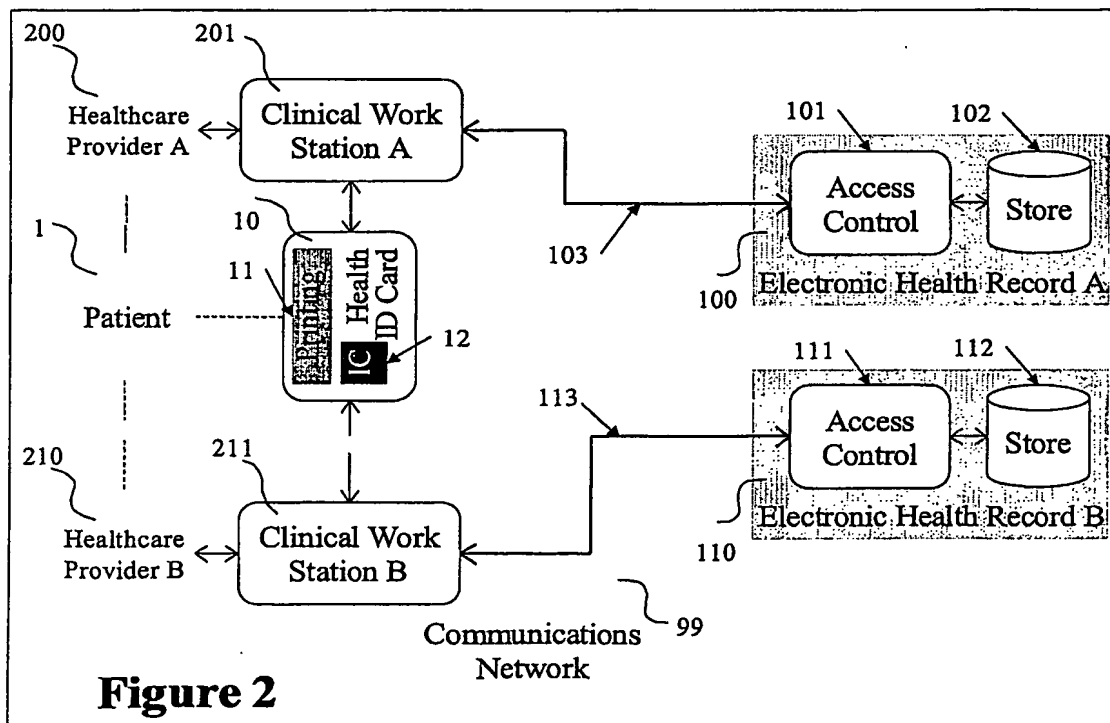 200
201
Healthcare
Provider A
Clinical Work
Station A
101
102
Access
Control
Store
103
100
Electronic Health Record A
1
10
11
Patient
Printing
Health
ID Card
IC
12
111
112
113
Access
Control
Store
110
Electronic Health Record B
210
211
Healthcare
Provider B
Clinical Work
Station B
99
Communications
Network
Figure 2